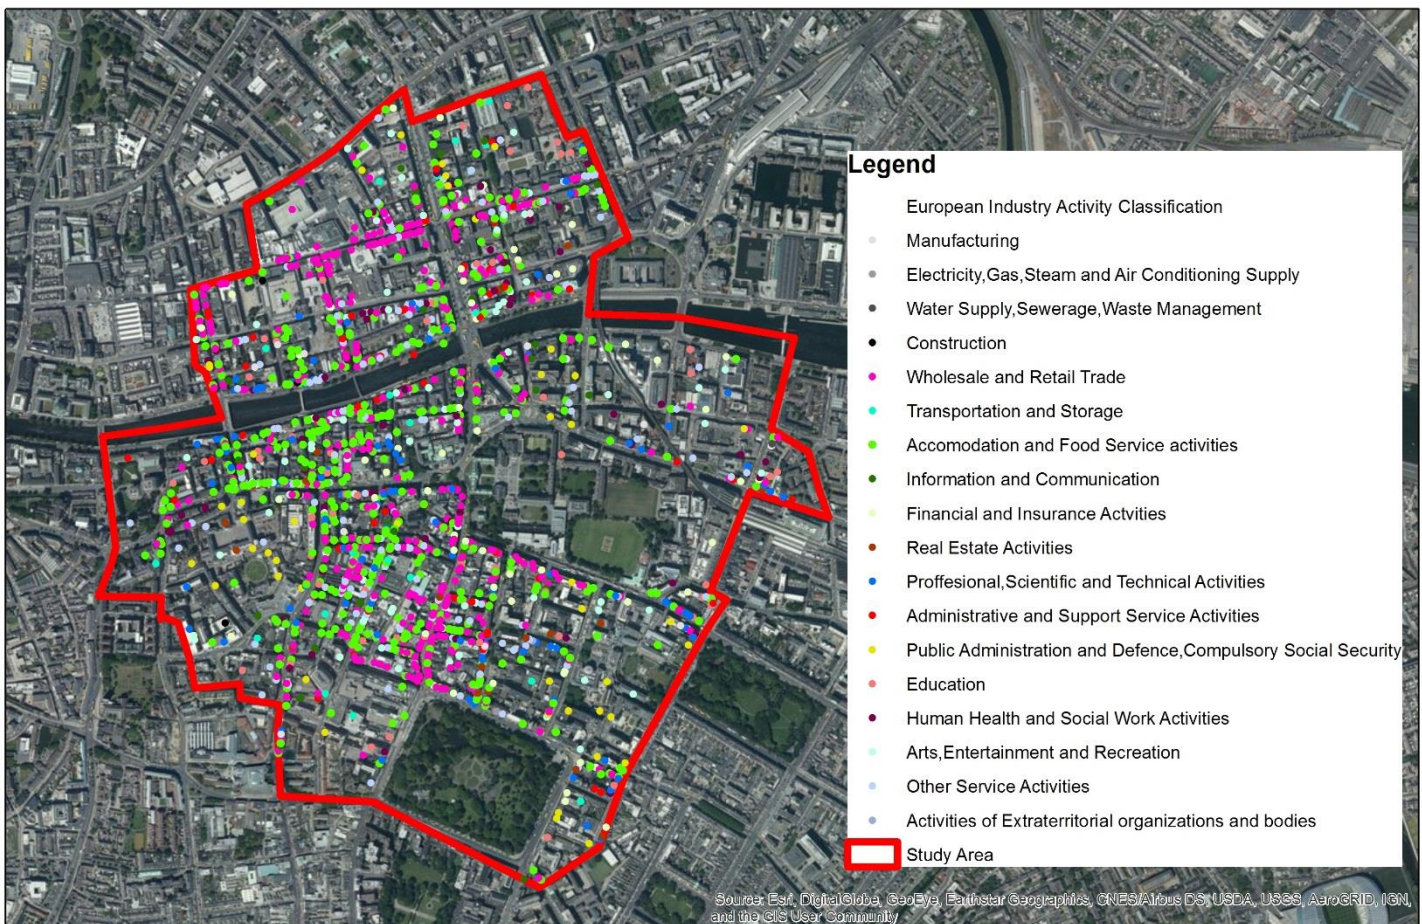 Legend
European Industry Activity Classification
Manufacturing
Electricity,Gas,Steam and Air Conditioning Supply
Water Supply,Sewerage,Waste Management
Construction
Wholesale and Retail Trade
Transportation and Storage
Accomodation and Food Service activities
Information and Communication
Financial and Insurance Actvities
Real Estate Activities
Proffesional,Scientific and Technical Activities
Administrative and Support Service Activities
Public Administration and Defence,Compulsory Social Security
Education
Human Health and Social Work Activities
Arts,Entertainment and Recreation
Other Service Activities
Activities of Extraterritorial organizations and bodies
Study Area
Source: Esri, DigitalGlobe, GeoEye, Earthstar Geographics, CNES/Airbus DS, USDA, USGS, AeroGRID, IGN,
and the GIS User Community